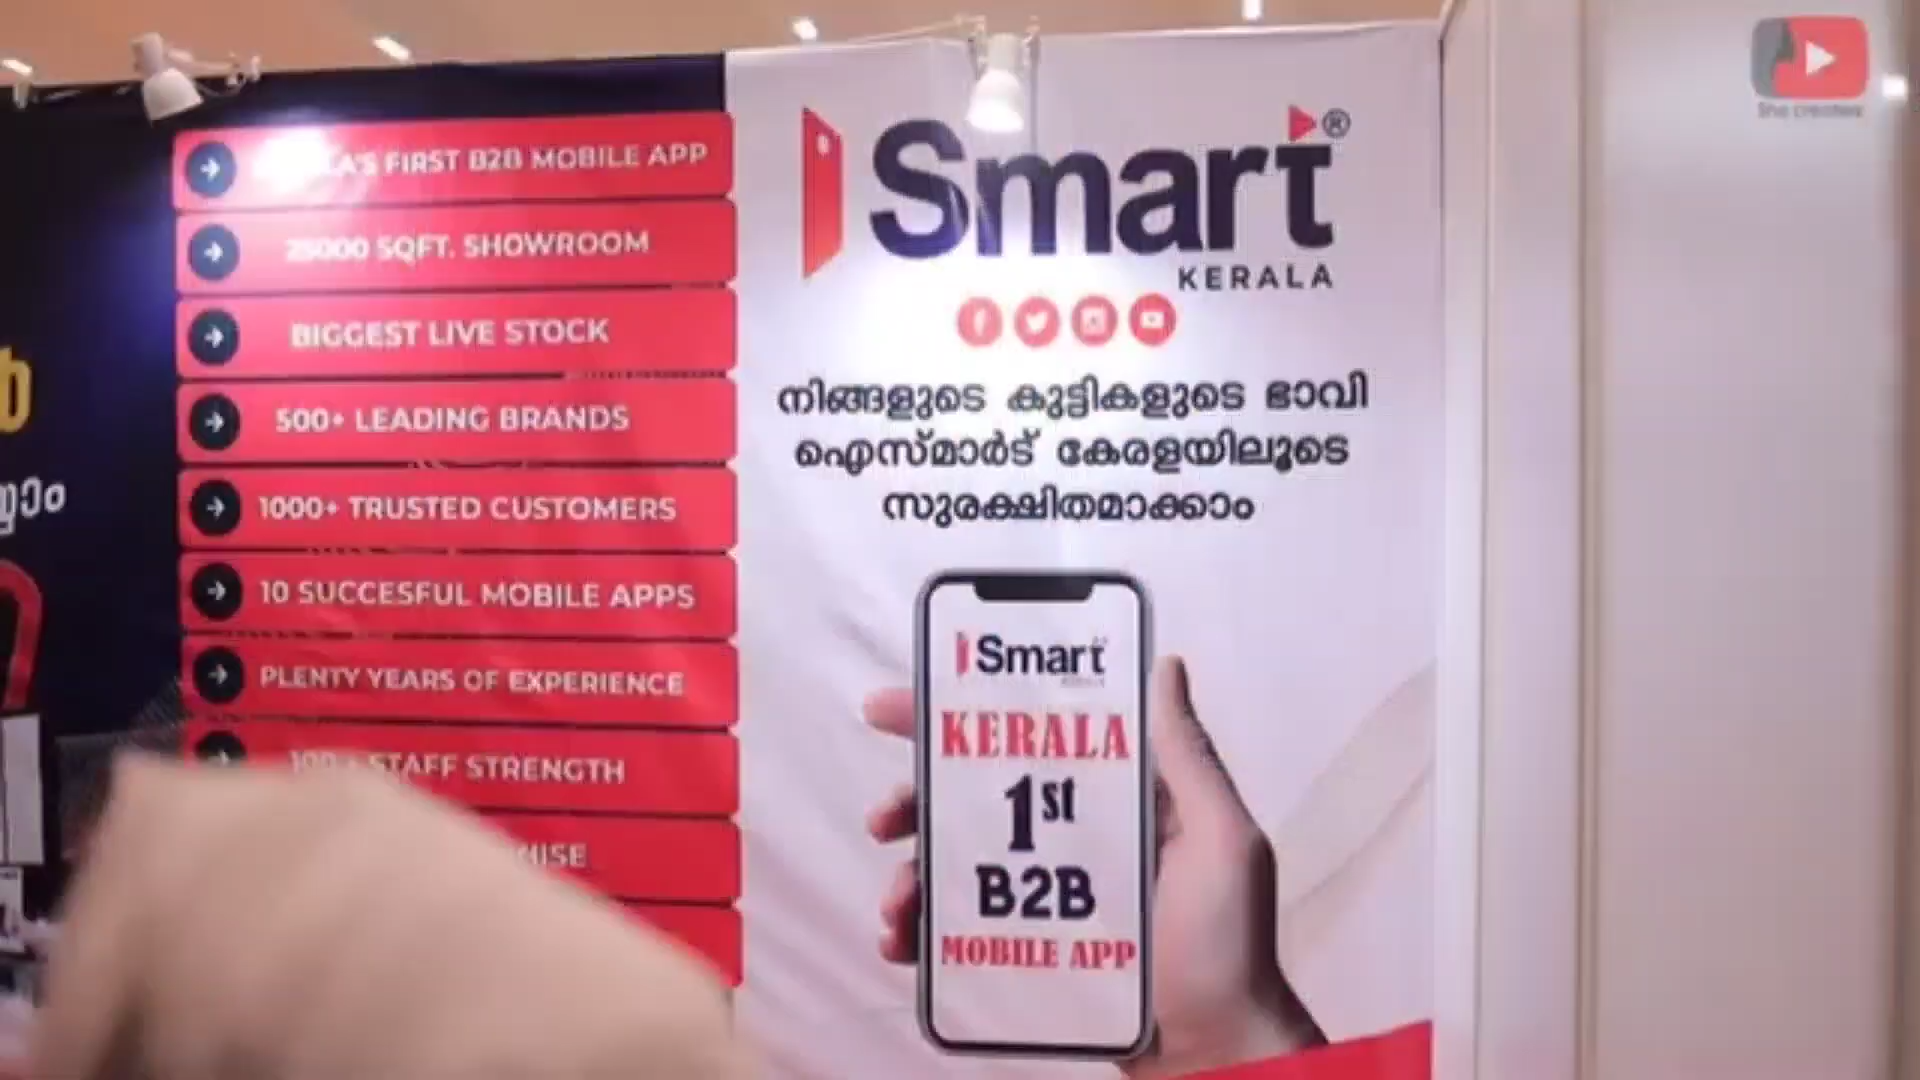 FIRST B2B MOBILE APP
25000 SQFT. SHOWROOM
BIGGEST LIVE STOCK
500+ LEADING BRANDS
1000+ TRUSTED CUSTOMERS
10 SUCCESFUL MOBILE APPS
PLENTY YEARS OF EXPERIENCE
STAFF STRENGTH
Smart®
KERALA
നിങ്ങളുടെ കുട്ടികളുടെ ഭാവി
ഐസ്മാർട് കേരളയിലൂടെ
സുരക്ഷിതമാക്കാം
Smart
KERALA
1st
B2B
MOBILE APP
She creates